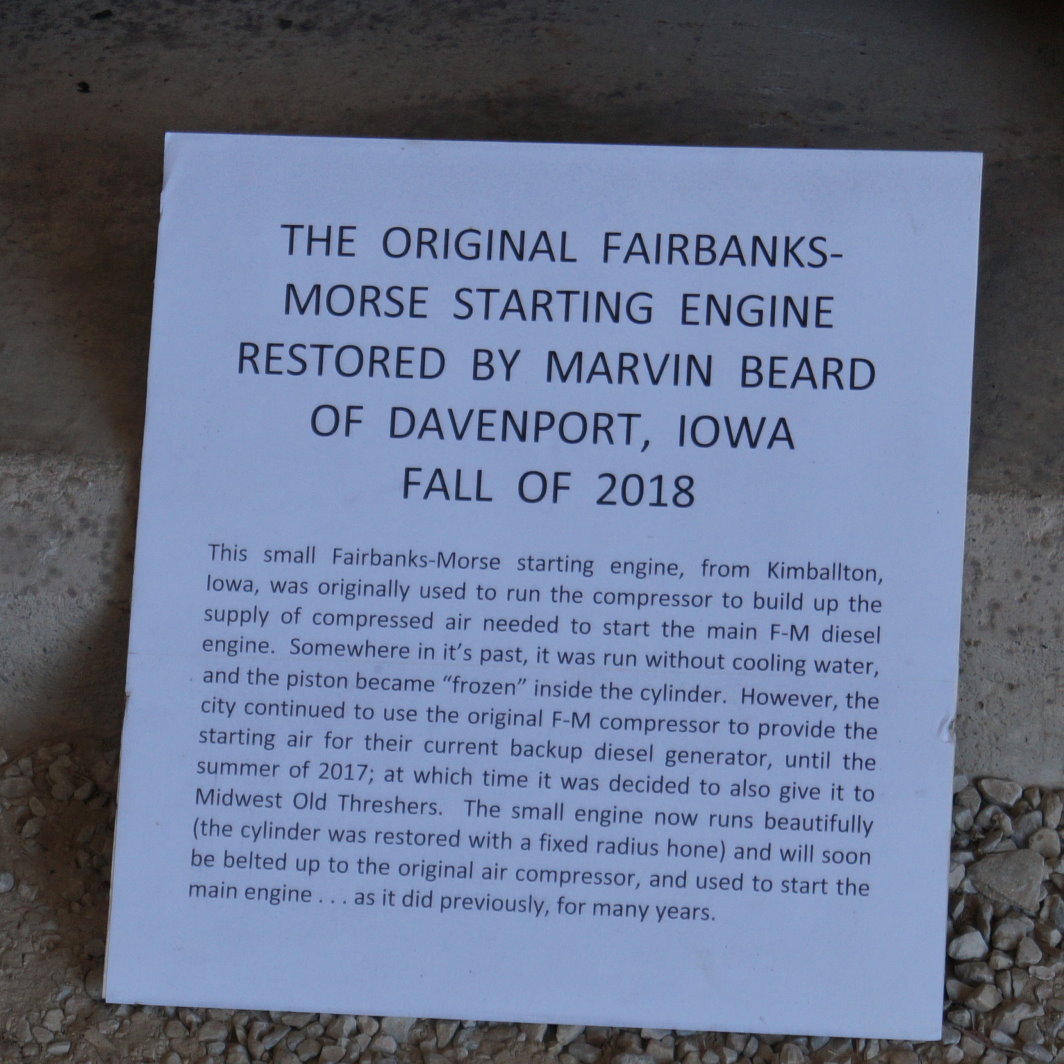 THE ORIGINAL FAIRBANKS-
MORSE STARTING ENGINE
RESTORED BY MARVIN BEARD
OF DAVENPORT, IOWA
FALL OF 2018
This small Fairbanks-Morse starting engine, from Kimballton,
Iowa, was originally used to run the compressor to build up the
supply of compressed air needed to start the main F-M diesel
engine. Somewhere in it’s past, it was run without cooling water,
and the piston became “frozen” inside the cylinder. However, the
city continued to use the original F-M compressor to provide the
starting air for their current backup diesel generator, until the
summer of 2017; at which time it was decided to also give it to
Midwest Old Threshers. The small engine now runs beautifully
(the cylinder was restored with a fixed radius hone) and will soon
be belted up to the original air compressor, and used to start the
main engine . . . as it did previously, for many years.